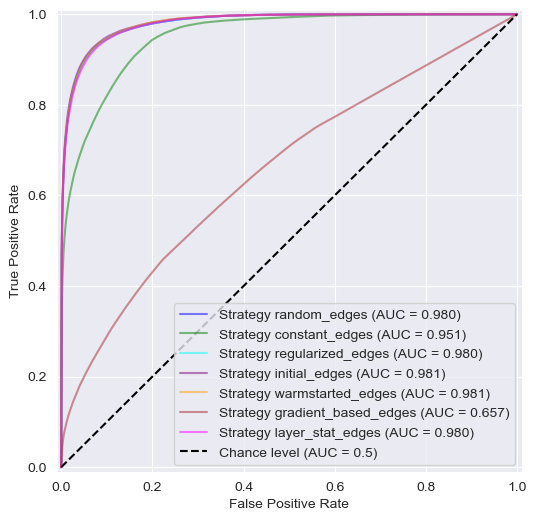 1.0
0.8
0.6
0.4
0.2
0.0
True Positive Rate
Strategy random_edges (AUC = 0.980)
Strategy constant_edges (AUC = 0.951)
Strategy regularized_edges (AUC = 0.980)
Strategy initial_edges (AUC = 0.981)
Strategy warmstarted_edges (AUC = 0.981)
Strategy gradient_based_edges (AUC = 0.657)
Strategy layer_stat_edges (AUC = 0.980)
Chance level (AUC = 0.5)
0.0 0.2 0.4 0.6 0.8 1.0
False Positive Rate